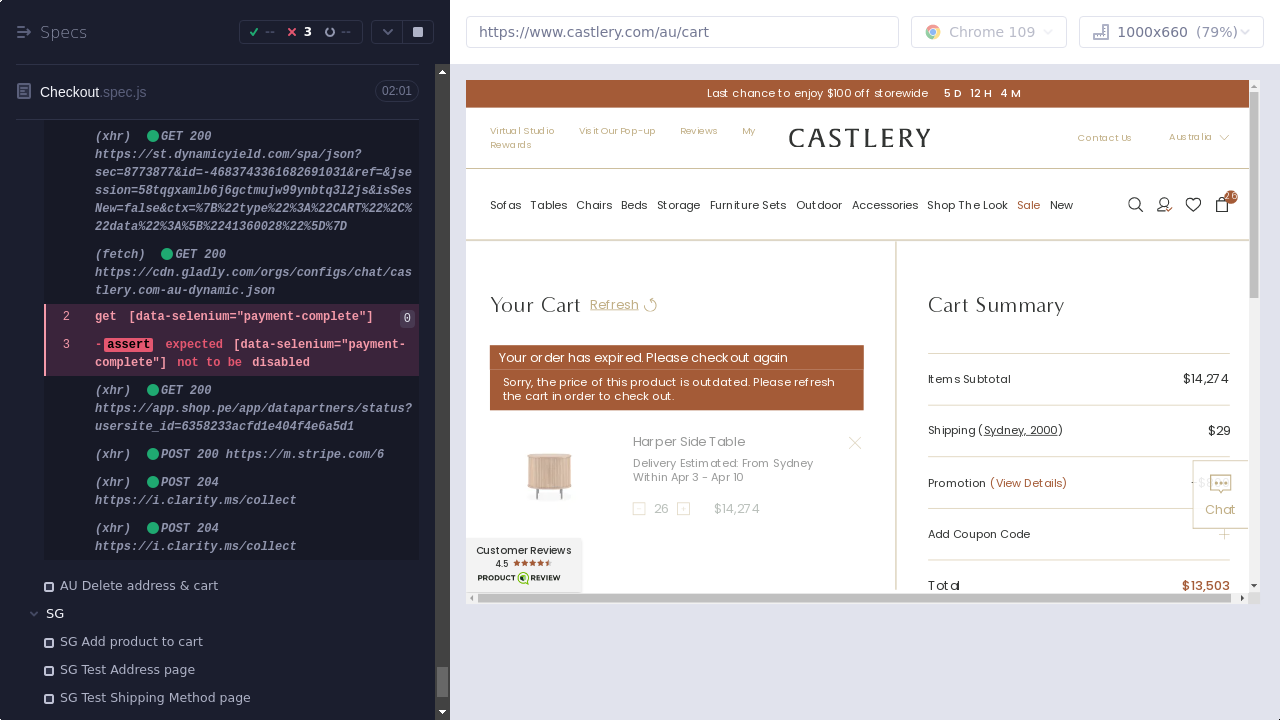 Specs
--
3
--
Checkout.spec.js
02:01
(xhr) GET 200
https://st.dynamicyield.com/spa/json?
sec=8773877&id=-4683743361682691031&ref=&jse
ssion=58tqgxamlb6j6gctmujw99ynbtq3l2js&isSes
New=false&ctx=%7B%22type%22%3A%22CART%22%2C%
22data%22%3A%5B%2241360028%22%5D%7D
(fetch) GET 200
https://cdn.gladly.com/orgs/configs/chat/cas
tlery.com-au-dynamic.json
2 get [data-selenium="payment-complete"] 0
3 -assert expected [data-selenium="payment-
complete"] not to be disabled
(xhr) GET 200
https://app.shop.pe/app/datapartners/status?
usersite_id=6358233acfd1e404f4e6a5d1
(xhr) POST 200 https://m.stripe.com/6
(xhr) POST 204
https://i.clarity.ms/collect
(xhr) POST 204
https://i.clarity.ms/collect
AU Delete address & cart
SG
SG Add product to cart
SG Test Address page
SG Test Shipping Method page
https://www.castlery.com/au/cart
Chrome 109
1000x660 (79%)
Last chance to enjoy $100 off storewide 5 D 12 H 4 M
Virtual Studio Visit Our Pop-up Reviews My
Rewards
CASTLERY
Contact Us Australia
Sofas Tables Chairs Beds Storage Furniture Sets Outdoor Accessories Shop The Look Sale New
26
Your Cart Refresh
Your order has expired. Please checkout again
Sorry, the price of this product is outdated. Please refresh
the cart in order to check out.
Harper Side Table
Delivery Estimated: From Sydney
Within Apr 3 - Apr 10
- 26 + $14,274
Customer Reviews
4.5
PRODUCT REVIEW
Cart Summary
Items Subtotal $14,274
Shipping (Sydney, 2000) $29
Promotion (View Details)
Chat
Add Coupon Code +
Total $13,503